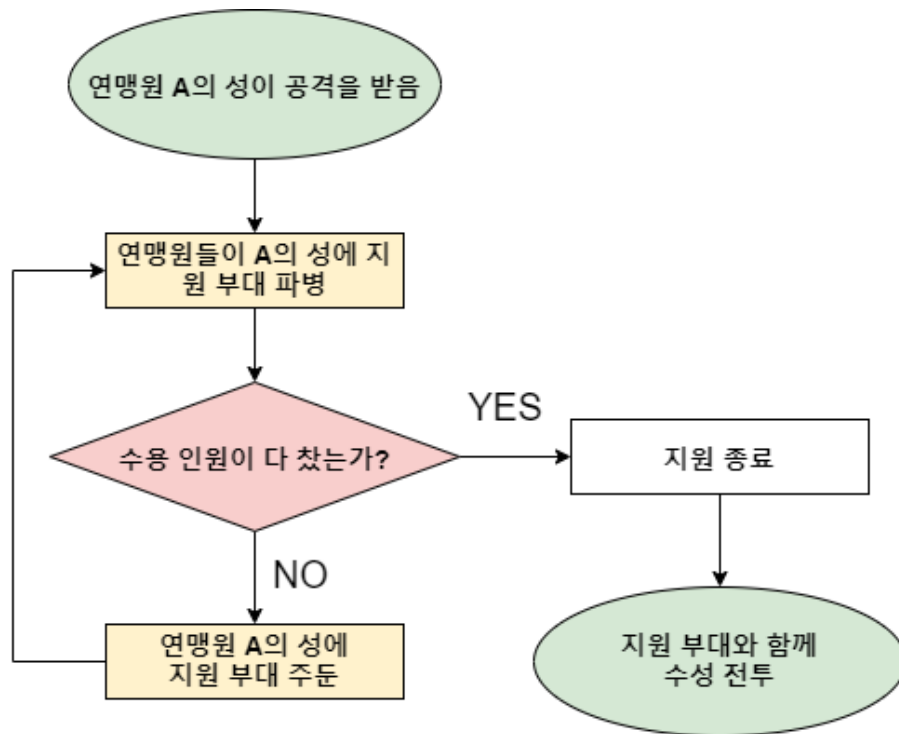 연맹원 A의 성이 공격을 받음
연맹원들이 A의 성에 지
원 부대 파병
수용 인원이 다 찼는가?
YES
지원 종료
NO
연맹원 A의 성에
지원 부대 주둔
지원 부대와 함께
수성 전투